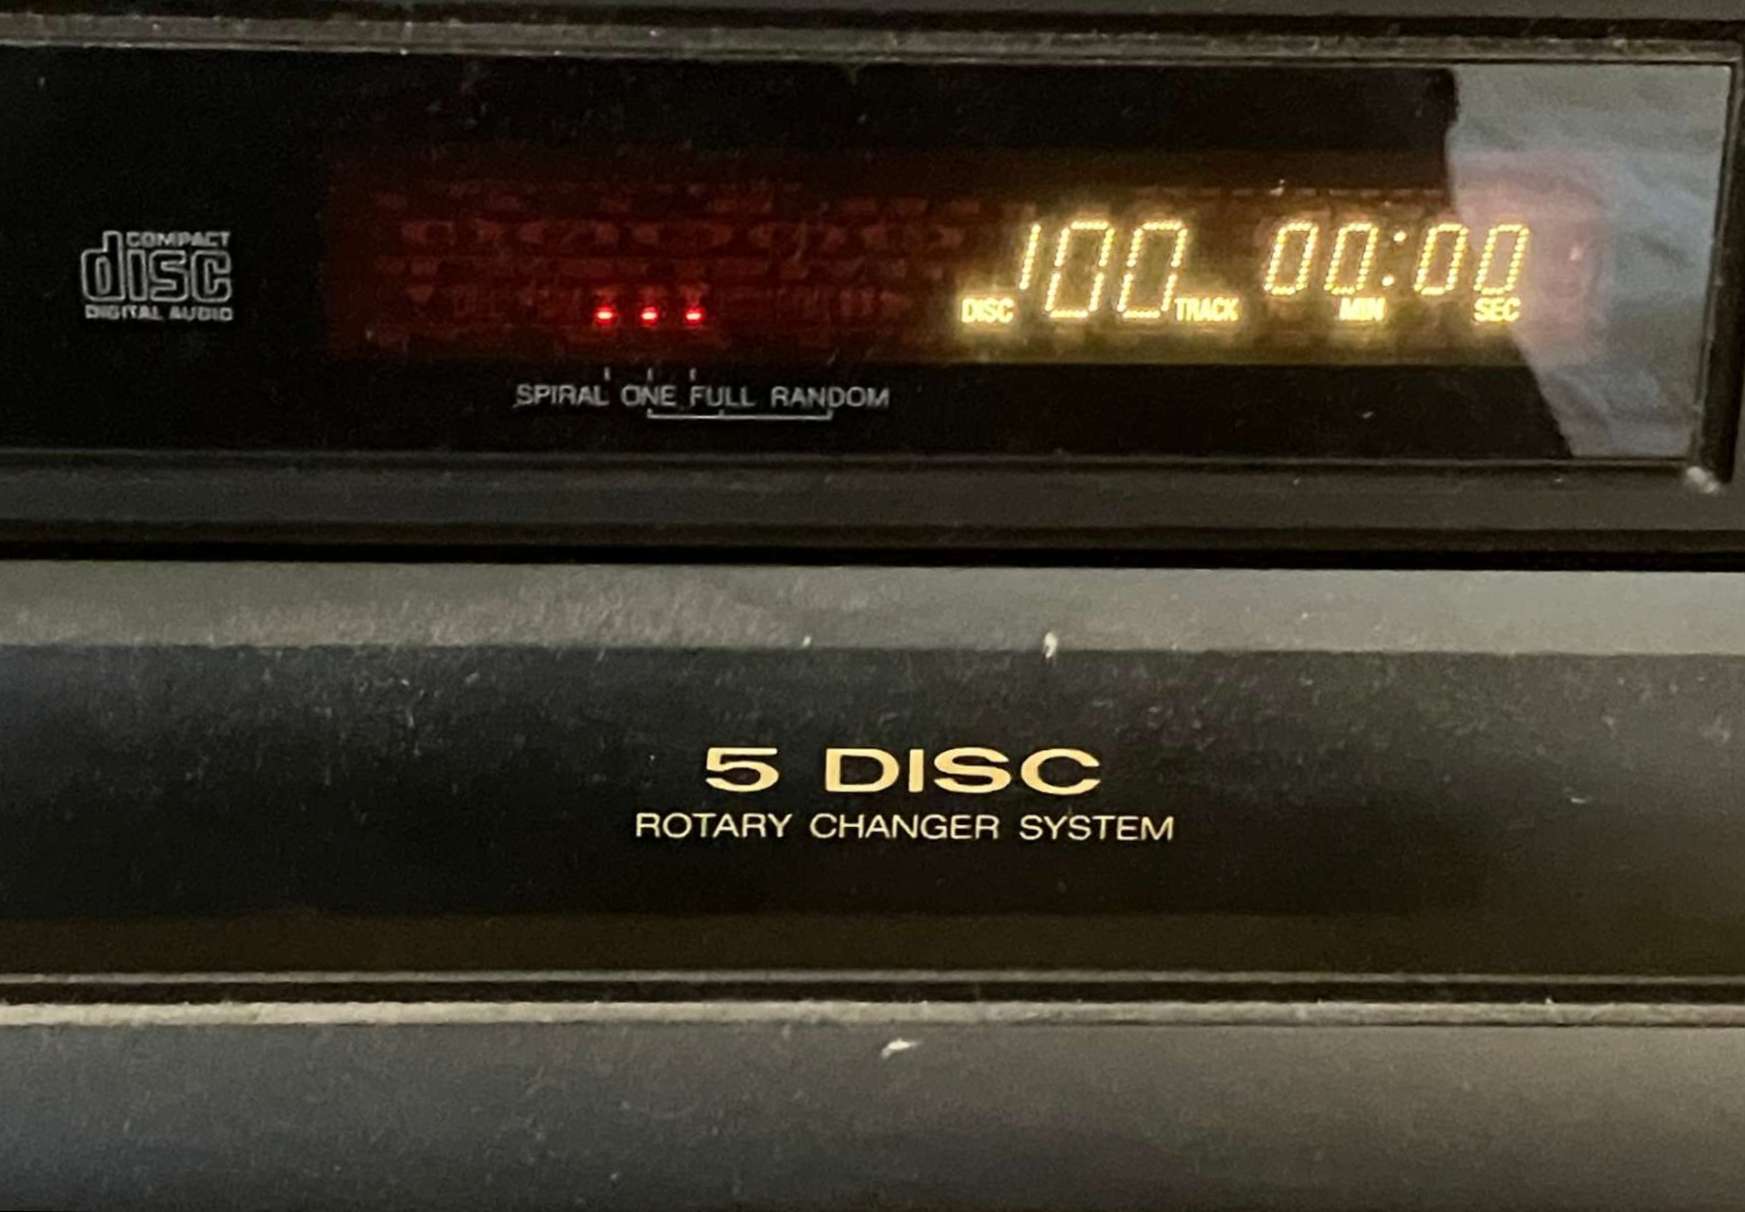 COMPACT
disc
DIGITAL AUDIO
100 00:00
DISC TRACK MIN SEC
SPIRAL ONE FULL RANDOM
5 DISC
ROTARY CHANGER SYSTEM